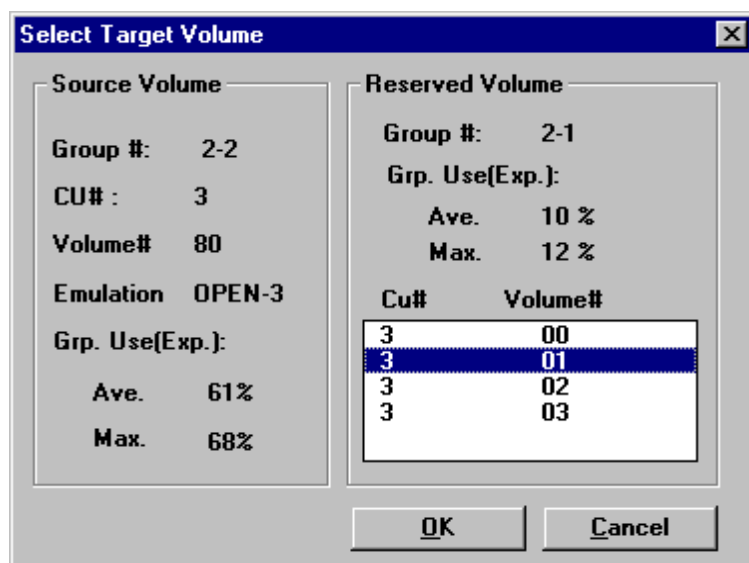 Select Target Volume
Source Volume
Group #: 2-2
CU# : 3
Volume# 80
Emulation OPEN-3
Grp. Use(Exp.):
Ave. 61%
Max. 68%
Reserved Volume
Group #: 2-1
Grp. Use(Exp.):
Ave. 10 %
Max. 12 %
Cu# Volume#
3 00
3 01
3 02
3 03
OK Cancel